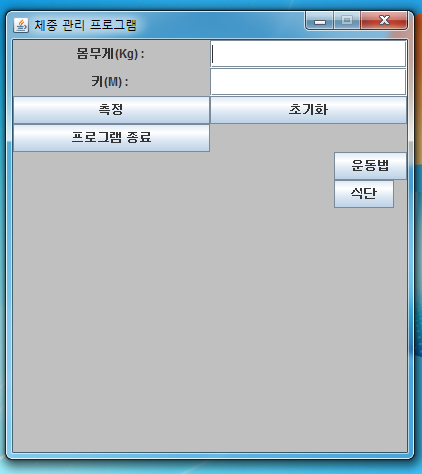 체중 관리 프로그램
몸무게(Kg) :
키(M) :
측정 초기화
프로그램 종료
운동법
식단